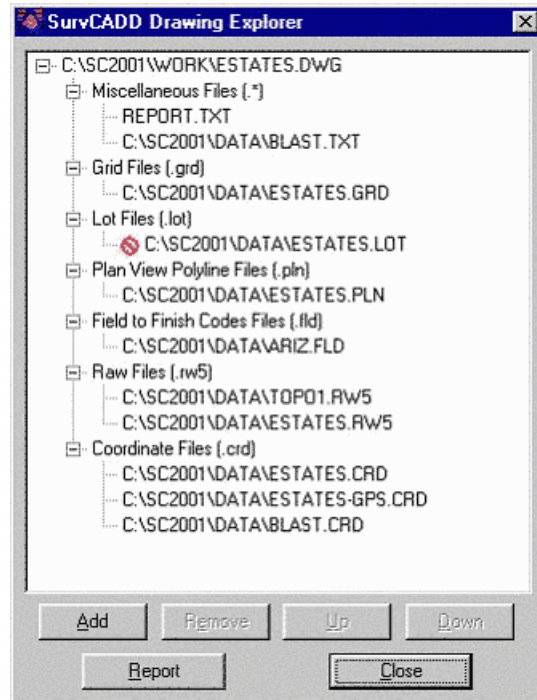 SurvCADD Drawing Explorer
C:\SC2001\WORK\ESTATES.DWG
Miscellaneous Files (.*)
REPORT.TXT
C:\SC2001\DATA\BLAST.TXT
Grid Files (.grd)
C:\SC2001\DATA\ESTATES.GRD
Lot Files (.lot)
C:\SC2001\DATA\ESTATES.LOT
Plan View Polyline Files (.pln)
C:\SC2001\DATA\ESTATES.PLN
Field to Finish Codes Files (.fld)
C:\SC2001\DATA\ARIZ.FLD
Raw Files (.rw5)
C:\SC2001\DATA\TOPO1.RW5
C:\SC2001\DATA\ESTATES.RW5
Coordinate Files (.crd)
C:\SC2001\DATA\ESTATES.CRD
C:\SC2001\DATA\ESTATES-GPS.CRD
C:\SC2001\DATA\BLAST.CRD
Add Remove Up Down
Report Close